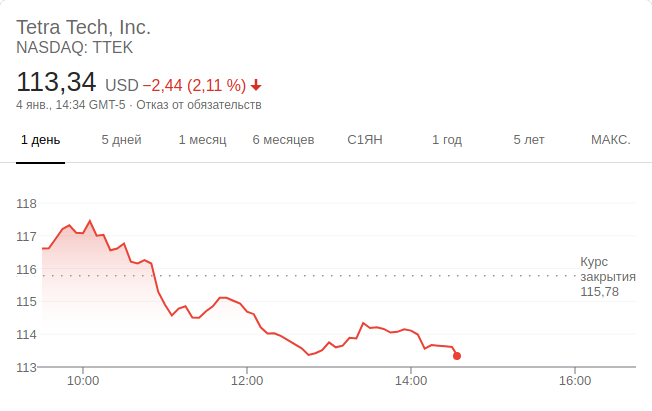 Tetra Tech, Inc.
NASDAQ: TTEK
113,34 USD −2,44 (2,11 %)
4 янв., 14:34 GMT-5 · Отказ от обязательств
1 день 5 дней 1 месяц 6 месяцев С1ЯН 1 год 5 лет МАКС.
118
117
116
115
114
113
Курс
закрытия
115,78
10:00 12:00 14:00 16:00